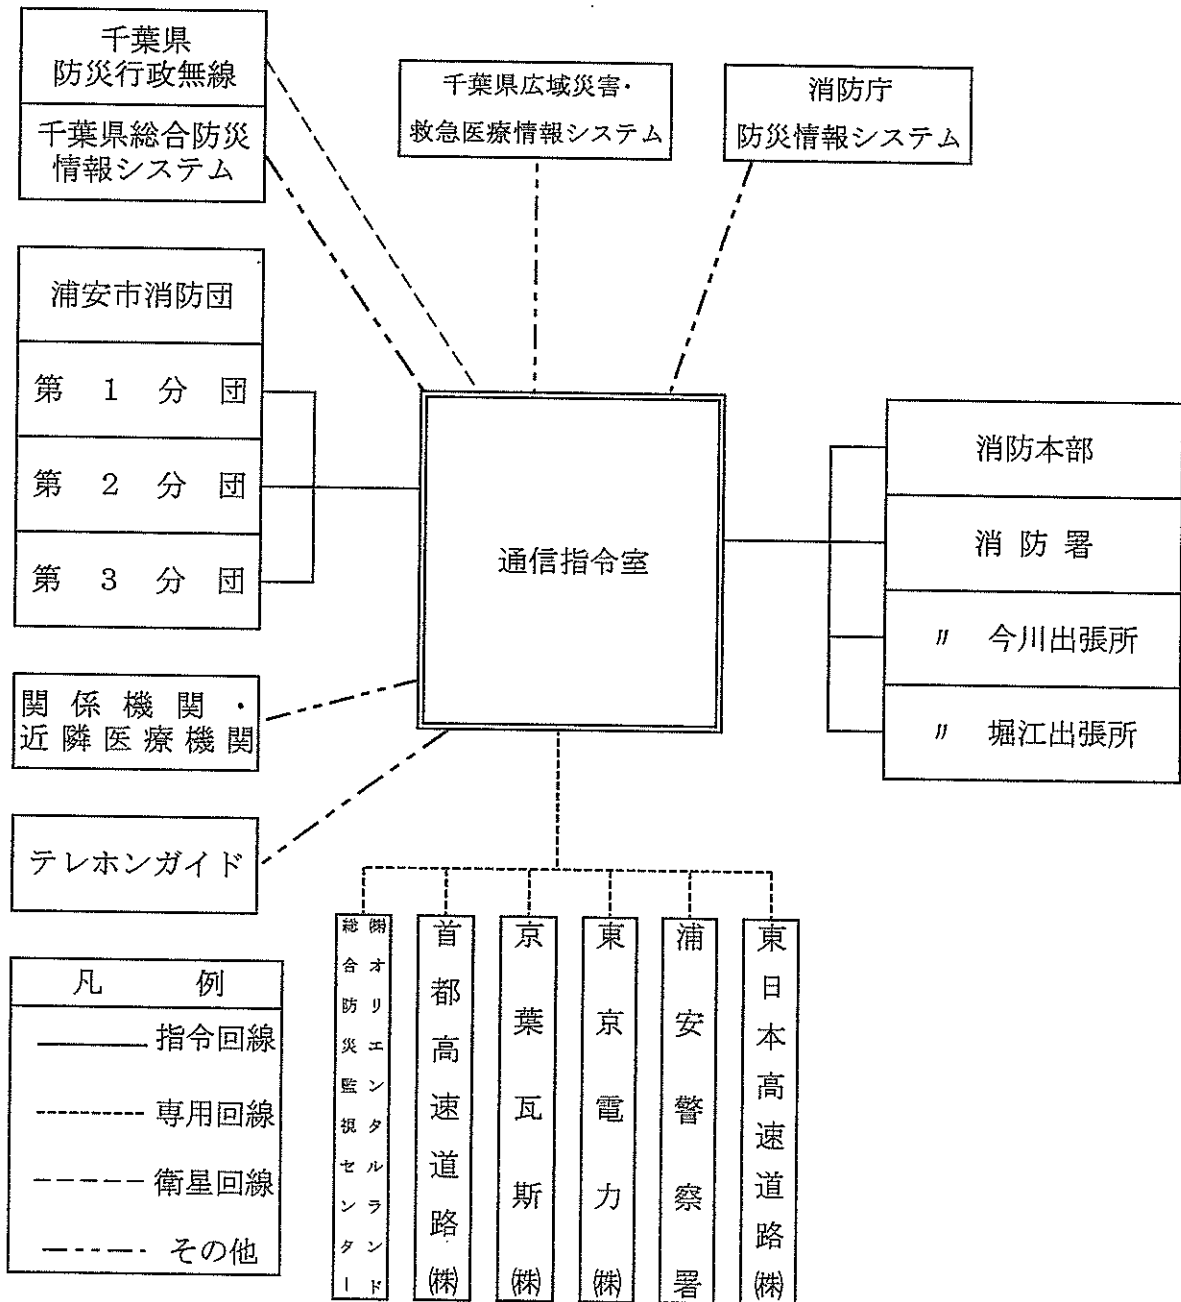 千葉県
防災行政無線
千葉県総合防災
情報システム
千葉県広域災害・
救急医療情報システム
消防庁
防災情報システム
浦安市消防団
第1分団
第2分団
第3分団
通信指令室
消防本部
消防署
〃 今川出張所
〃 堀江出張所
関係機関・
近隣医療機関
テレホンガイド
㈱オリエンタルランド
総合防災監視センター
首都高速道路㈱
京葉瓦斯㈱
東京電力㈱
浦安警察署
東日本高速道路㈱
凡例
指令回線
専用回線
衛星回線
その他